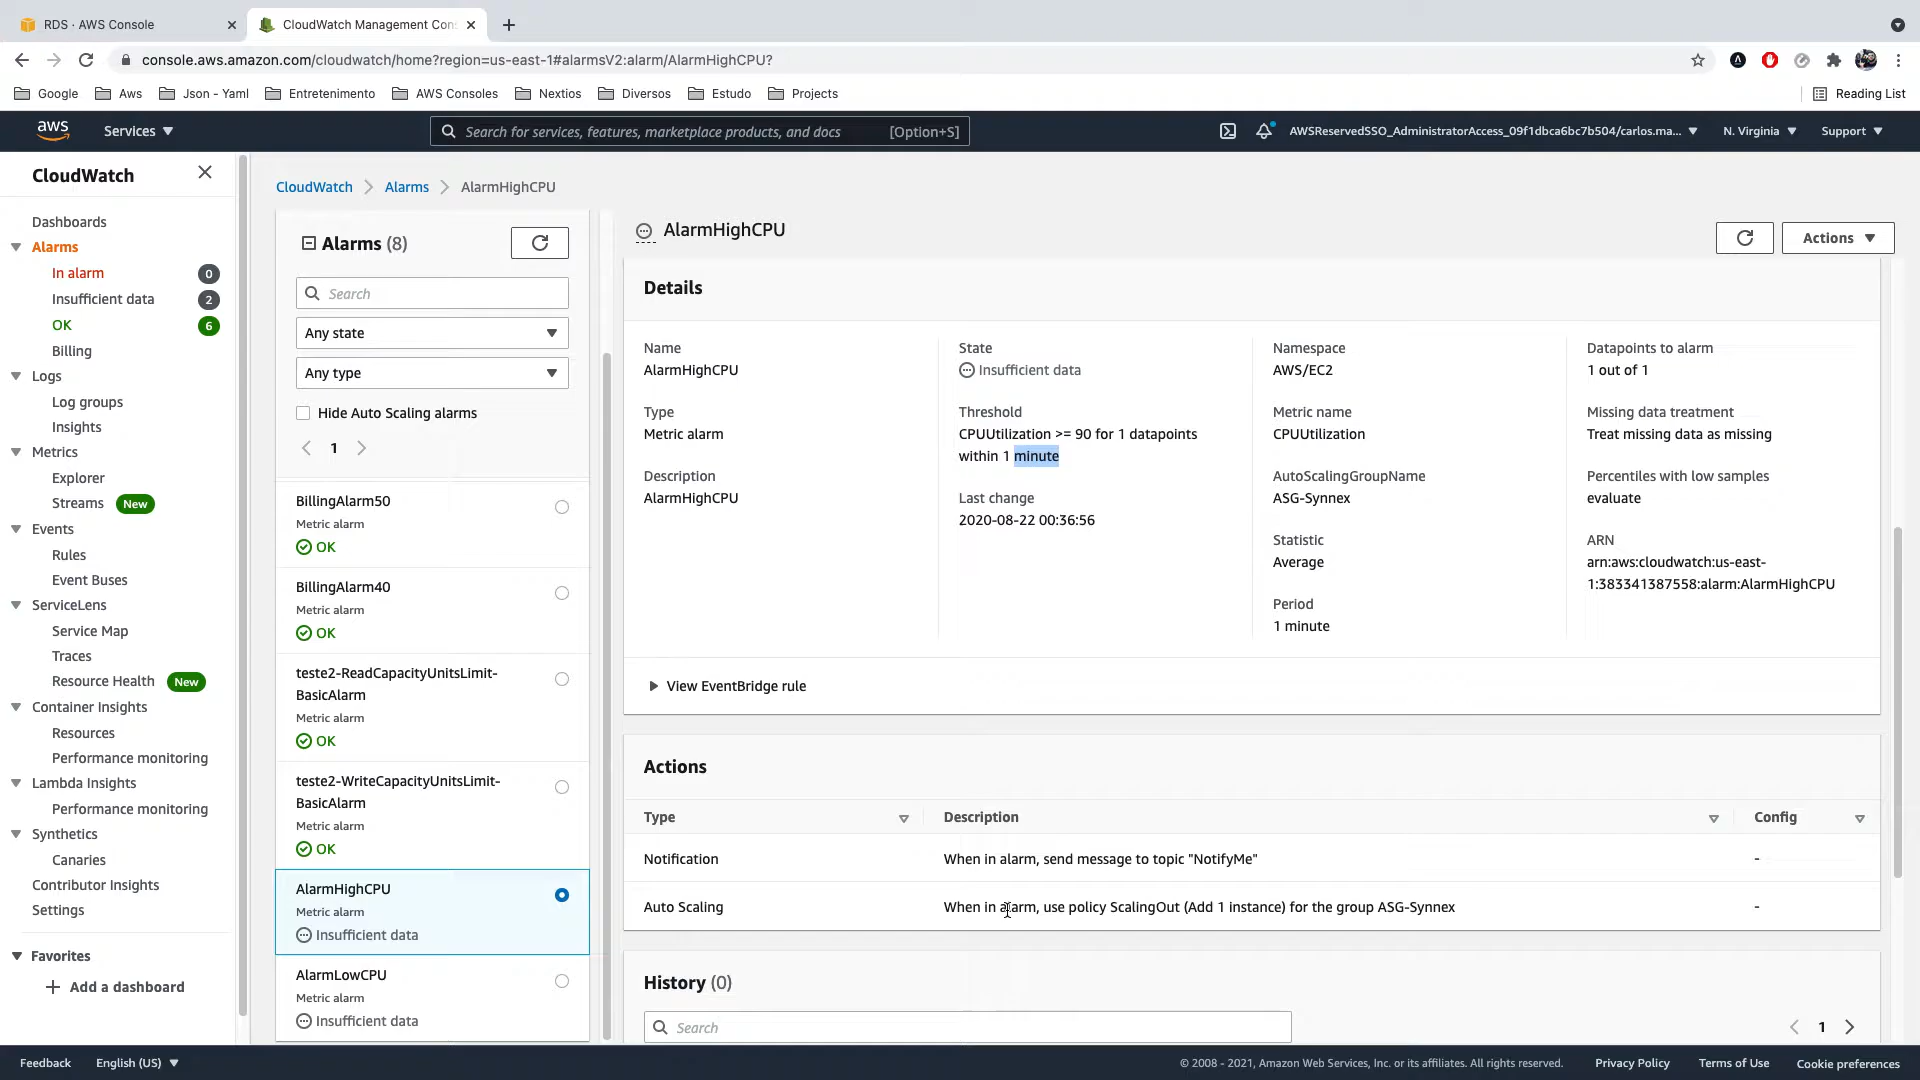 RDS · AWS Console
CloudWatch Management Con
console.aws.amazon.com/cloudwatch/home?region=us-east-1#alarmsV2:alarm/AlarmHighCPU?
Google
Aws
Json - Yaml
Entretenimento
AWS Consoles
Nextios
Diversos
Estudo
Projects
Reading List
aws
Services
Search for services, features, marketplace products, and docs
[Option+S]
AWSReservedSSO_AdministratorAccess_09f1dbca6bc7b504/carlos.ma...
N. Virginia
Support
CloudWatch
Dashboards
Alarms
In alarm
0
Insufficient data
2
OK
6
Billing
Logs
Log groups
Insights
Metrics
Explorer
Streams
New
Events
Rules
Event Buses
ServiceLens
Service Map
Traces
Resource Health
New
Container Insights
Resources
Performance monitoring
Lambda Insights
Performance monitoring
Synthetics
Canaries
Contributor Insights
Settings
Favorites
Add a dashboard
CloudWatch
Alarms
AlarmHighCPU
Alarms (8)
Search
Any state
Any type
Hide Auto Scaling alarms
1
BillingAlarm50
Metric alarm
OK
BillingAlarm40
Metric alarm
OK
teste2-ReadCapacityUnitsLimit-
BasicAlarm
Metric alarm
OK
teste2-WriteCapacityUnitsLimit-
BasicAlarm
Metric alarm
OK
AlarmHighCPU
Metric alarm
Insufficient data
AlarmLowCPU
Metric alarm
Insufficient data
AlarmHighCPU
Actions
Details
Name
AlarmHighCPU
Type
Metric alarm
Description
AlarmHighCPU
State
Insufficient data
Threshold
CPUUtilization >= 90 for 1 datapoints
within 1 minute
Last change
2020-08-22 00:36:56
Namespace
AWS/EC2
Metric name
CPUUtilization
AutoScalingGroupName
ASG-Synnex
Statistic
Average
Period
1 minute
Datapoints to alarm
1 out of 1
Missing data treatment
Treat missing data as missing
Percentiles with low samples
evaluate
ARN
arn:aws:cloudwatch:us-east-
1:383341387558:alarm:AlarmHighCPU
View EventBridge rule
Actions
Type
Description
Config
Notification
When in alarm, send message to topic "NotifyMe"
-
Auto Scaling
When in alarm, use policy ScalingOut (Add 1 instance) for the group ASG-Synnex
-
History (0)
Search
1
Feedback
English (US)
© 2008 - 2021, Amazon Web Services, Inc. or its affiliates. All rights reserved.
Privacy Policy
Terms of Use
Cookie preferences